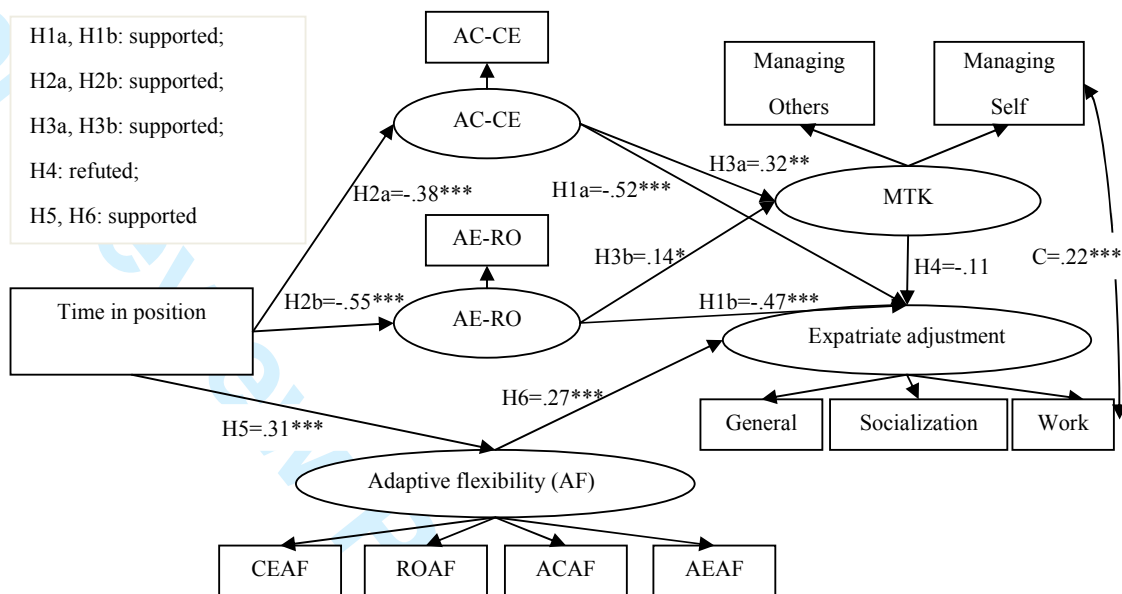 H1a, H1b: supported;
H2a, H2b: supported;
H3a, H3b: supported;
H4: refuted;
H5, H6: supported
AC-CE
AC-CE
Managing
Others
Managing
Self
H3a=.32**
H2a=-.38***
H1a=-.52***
MTK
AE-RO
H3b=.14*
H4=-.11
C=.22***
Time in position
H2b=-.55***
AE-RO
H1b=-.47***
Expatriate adjustment
H6=.27***
General
Socialization
Work
H5=.31***
Adaptive flexibility (AF)
CEAF
ROAF
ACAF
AEAF